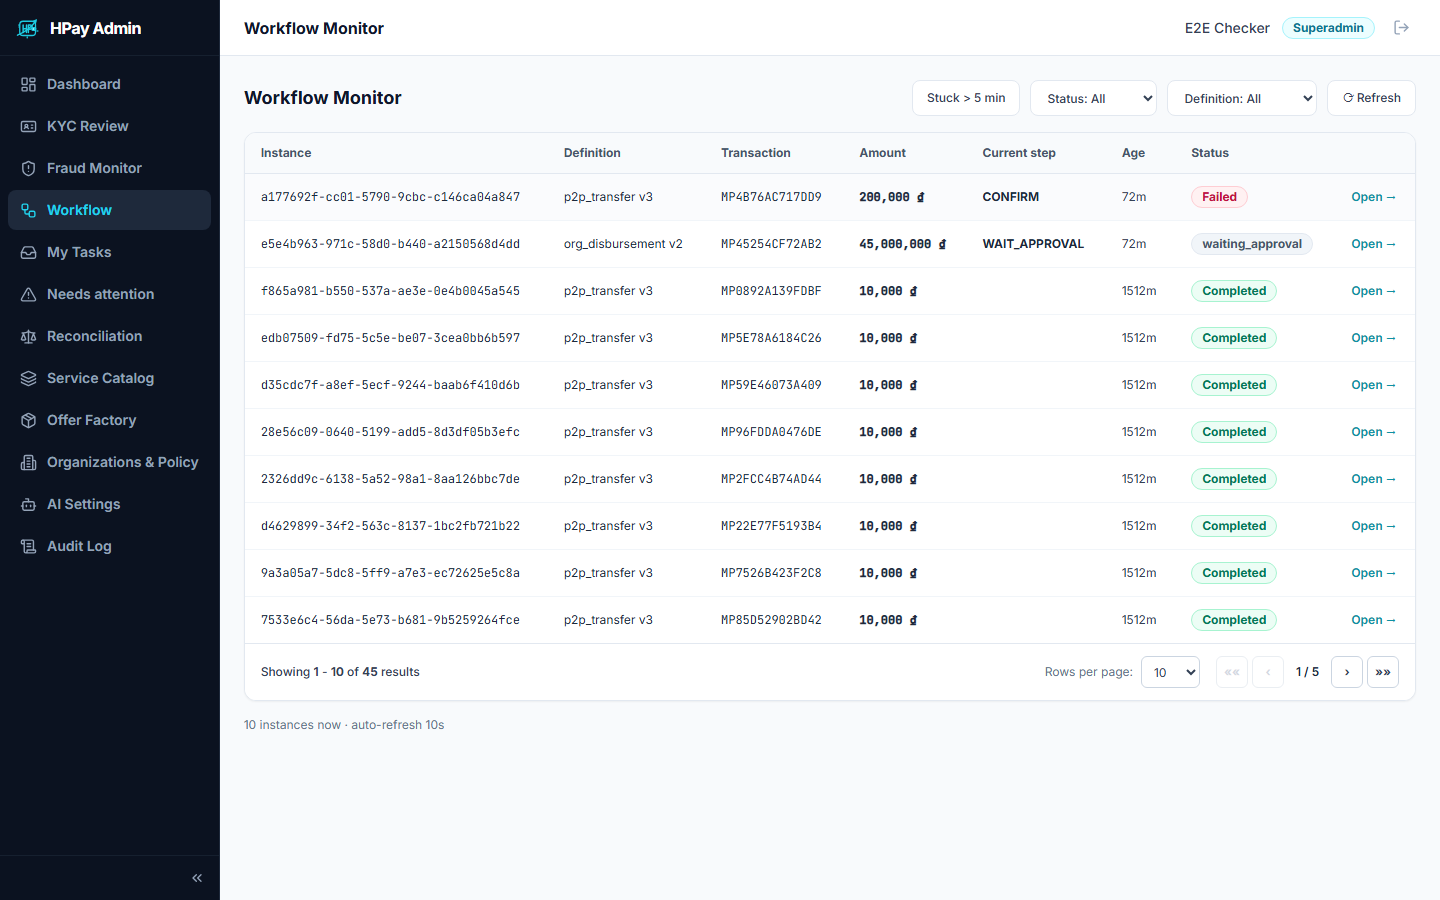 HPay Admin
Workflow Monitor
E2E Checker
Superadmin
Dashboard
KYC Review
Fraud Monitor
Workflow
My Tasks
Needs attention
Reconciliation
Service Catalog
Offer Factory
Organizations & Policy
AI Settings
Audit Log
Workflow Monitor
Stuck > 5 min
Status: All
Definition: All
Refresh
Instance Definition Transaction Amount Current step Age Status
a177692f-cc01-5790-9cbc-c146ca04a847 p2p_transfer v3 MP4B76AC717DD9 200,000 ₫ CONFIRM 72m Failed Open →
e5e4b963-971c-58d0-b440-a2150568d4dd org_disbursement v2 MP45254CF72AB2 45,000,000 ₫ WAIT_APPROVAL 72m waiting_approval Open →
f865a981-b550-537a-ae3e-0e4b0045a545 p2p_transfer v3 MP0892A139FDBF 10,000 ₫ 1512m Completed Open →
edb07509-fd75-5c5e-be07-3cea0bb6b597 p2p_transfer v3 MP5E78A6184C26 10,000 ₫ 1512m Completed Open →
d35cdc7f-a8ef-5ecf-9244-baab6f410d6b p2p_transfer v3 MP59E46073A409 10,000 ₫ 1512m Completed Open →
28e56c09-0640-5199-add5-8d3df05b3efc p2p_transfer v3 MP96FDDA0476DE 10,000 ₫ 1512m Completed Open →
2326dd9c-6138-5a52-98a1-8aa126bbc7de p2p_transfer v3 MP2FCC4B74AD44 10,000 ₫ 1512m Completed Open →
d4629899-34f2-563c-8137-1bc2fb721b22 p2p_transfer v3 MP22E77F5193B4 10,000 ₫ 1512m Completed Open →
9a3a05a7-5dc8-5ff9-a7e3-ec72625e5c8a p2p_transfer v3 MP7526B423F2C8 10,000 ₫ 1512m Completed Open →
7533e6c4-56da-5e73-b681-9b5259264fce p2p_transfer v3 MP85D52902BD42 10,000 ₫ 1512m Completed Open →
Showing 1 - 10 of 45 results
Rows per page: 10 «« ‹ 1 / 5 › »»
10 instances now · auto-refresh 10s
«